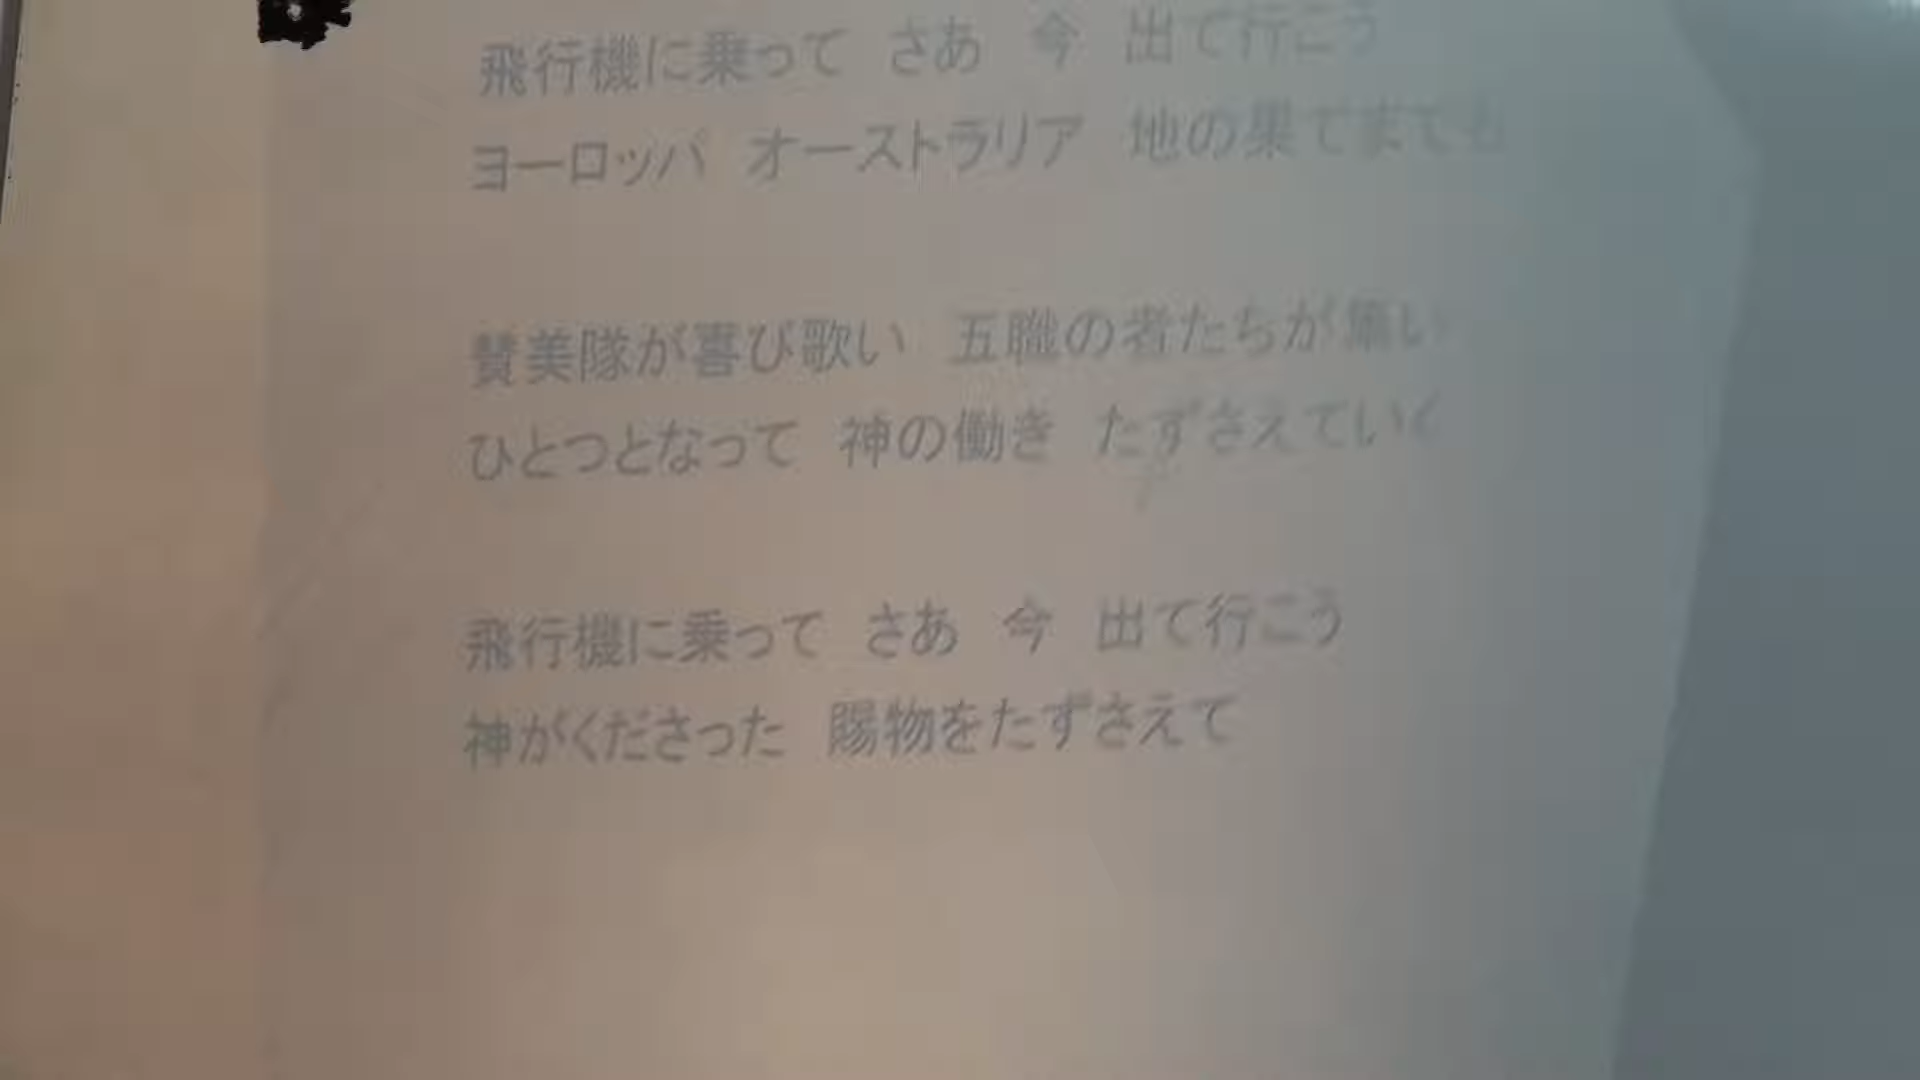 飛行機に乗って　さあ　今　出て行こう
ヨーロッパ　オーストラリア　地の果てまでも
賛美隊が喜び歌い　五職の者たちが集い
ひとつとなって　神の働き　たずさえていく
飛行機に乗って　さあ　今　出て行こう
神がくださった　賜物をたずさえて